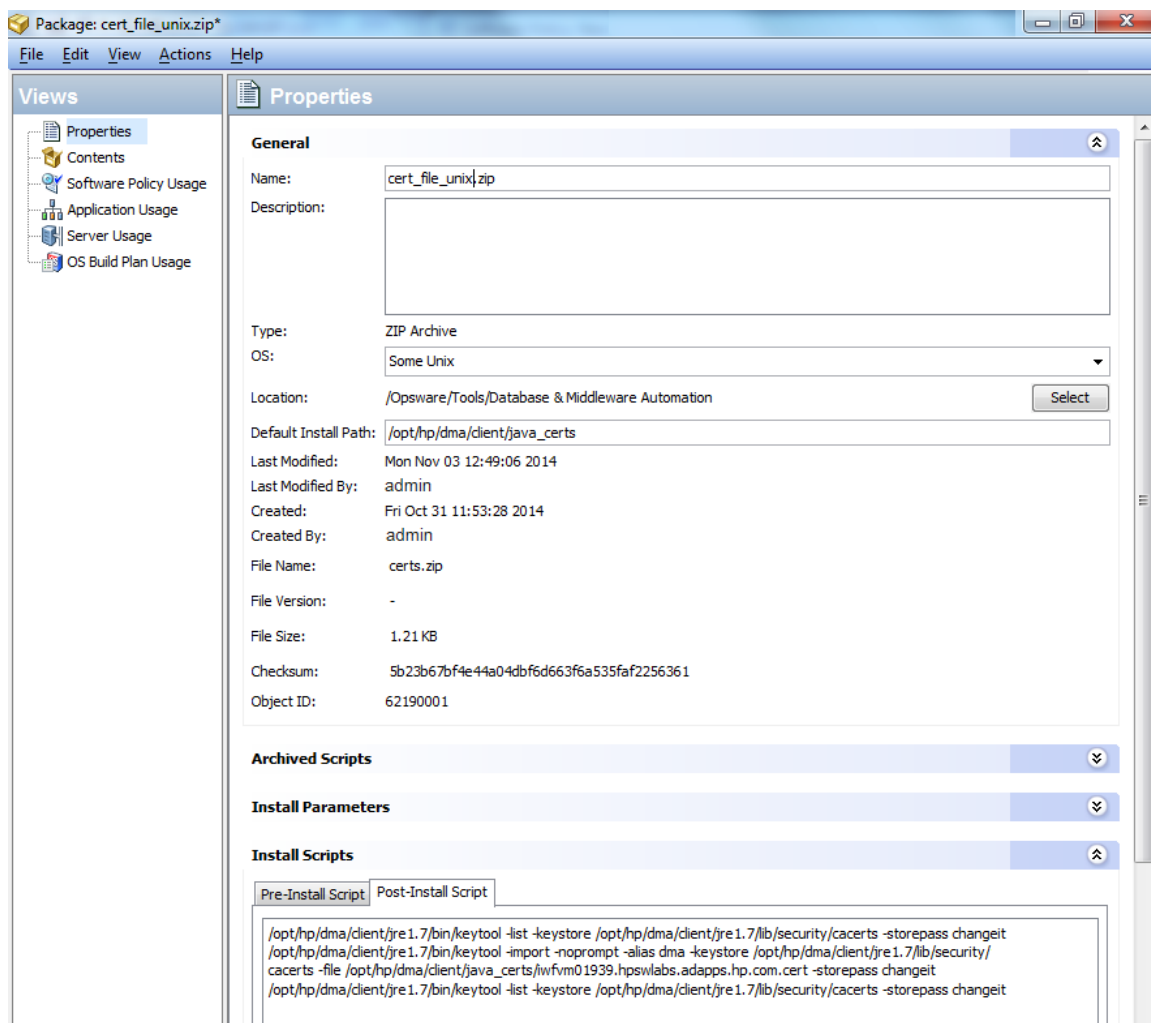 Package: cert_file_unix.zip*
File Edit View Actions Help
Views
Properties
Contents
Software Policy Usage
Application Usage
Server Usage
OS Build Plan Usage
Properties
General
Name: cert_file_unix.zip
Description:
Type: ZIP Archive
OS: Some Unix
Location: /Opsware/Tools/Database & Middleware Automation Select
Default Install Path: /opt/hp/dma/client/java_certs
Last Modified: Mon Nov 03 12:49:06 2014
Last Modified By: admin
Created: Fri Oct 31 11:53:28 2014
Created By: admin
File Name: certs.zip
File Version: -
File Size: 1.21 KB
Checksum: 5b23b67bf4e44a04dbf6d663f6a535faf2256361
Object ID: 62190001
Archived Scripts
Install Parameters
Install Scripts
Pre-Install Script Post-Install Script
/opt/hp/dma/client/jre1.7/bin/keytool -list -keystore /opt/hp/dma/client/jre1.7/lib/security/cacerts -storepass changeit
/opt/hp/dma/client/jre1.7/bin/keytool -import -noprompt -alias dma -keystore /opt/hp/dma/client/jre1.7/lib/security/
cacerts -file /opt/hp/dma/client/java_certs/iwfvm01939.hpswlabs.adapps.hp.com.cert -storepass changeit
/opt/hp/dma/client/jre1.7/bin/keytool -list -keystore /opt/hp/dma/client/jre1.7/lib/security/cacerts -storepass changeit